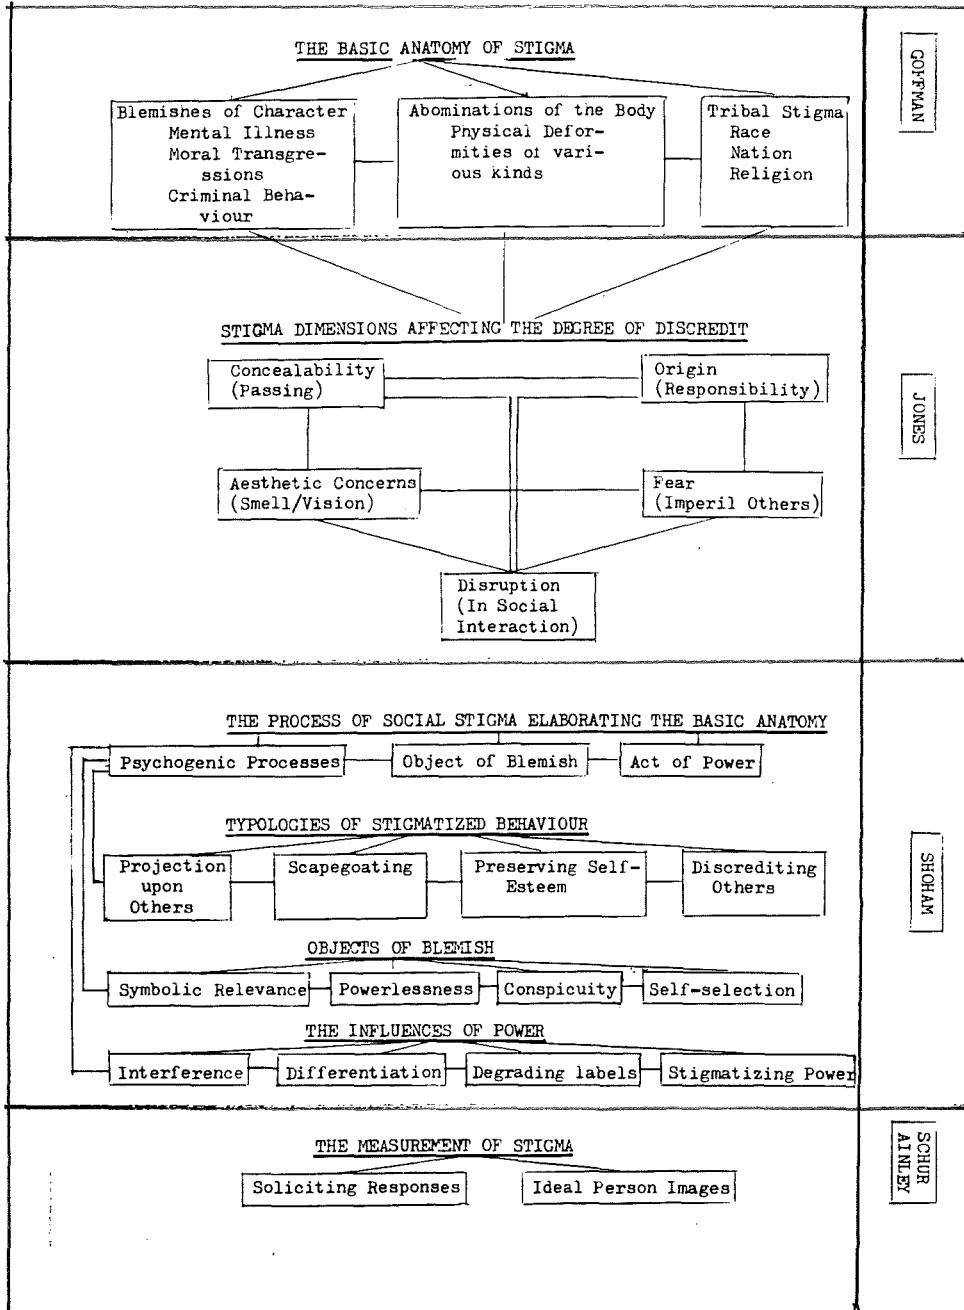 THE BASIC ANATOMY OF STIGMA
GOFFMAN
Blemishes of Character
Mental Illness
Moral Transgre-
ssions
Criminal Beha-
viour
Abominations of the Body
Physical Defor-
mities of vari-
ous kinds
Tribal Stigma
Race
Nation
Religion
STIGMA DIMENSIONS AFFECTING THE DEGREE OF DISCREDIT
JONES
Concealability
(Passing)
Origin
(Responsibility)
Aesthetic Concerns
(Smell/Vision)
Fear
(Imperil Others)
Disruption
(In Social
Interaction)
THE PROCESS OF SOCIAL STIGMA ELABORATING THE BASIC ANATOMY
SHOHAM
Psychogenic Processes
Object of Blemish
Act of Power
TYPOLOGIES OF STIGMATIZED BEHAVIOUR
Projection
upon
Others
Scapegoating
Preserving Self-
Esteem
Discrediting
Others
OBJECTS OF BLEMISH
Symbolic Relevance
Powerlessness
Conspicuity
Self-selection
THE INFLUENCES OF POWER
Interference
Differentiation
Degrading labels
Stigmatizing Power
THE MEASUREMENT OF STIGMA
SCHUR
AINLEY
Soliciting Responses
Ideal Person Images